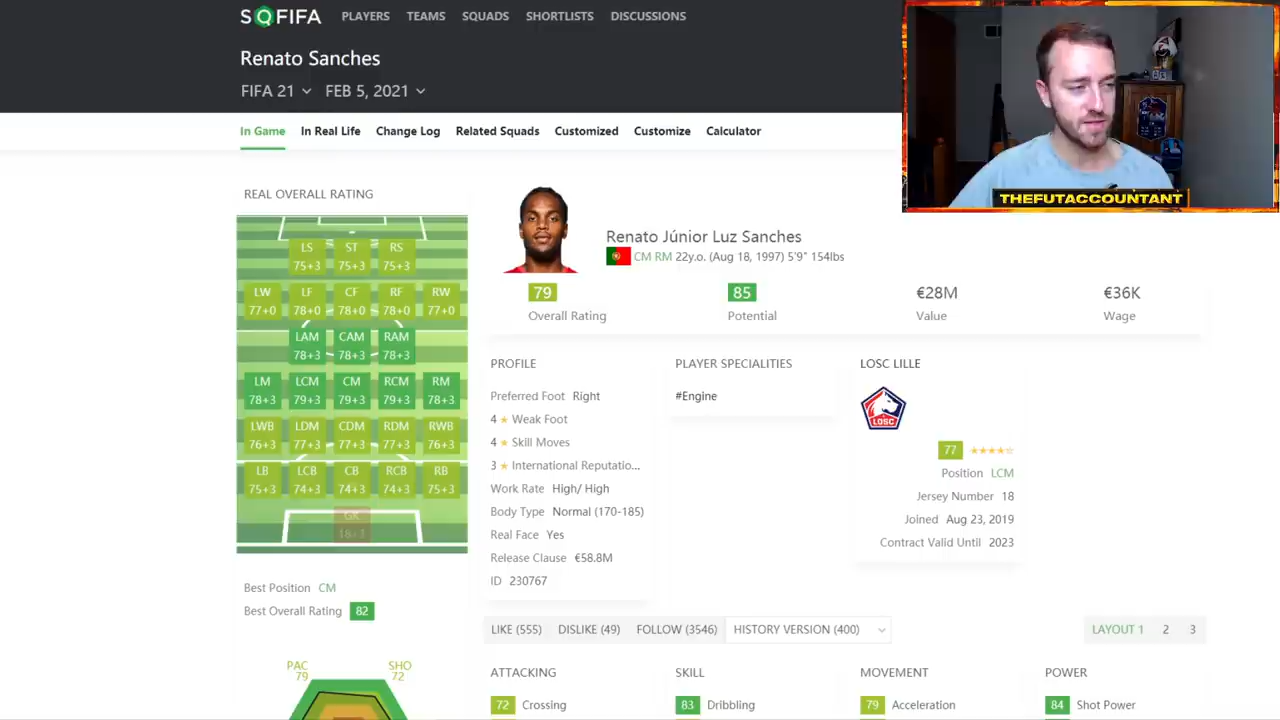 SOFIFA PLAYERS TEAMS SQUADS SHORTLISTS DISCUSSIONS
Renato Sanches
FIFA 21 FEB 5, 2021
In Game In Real Life Change Log Related Squads Customized Customize Calculator
THEFUTACCOUNTANT
REAL OVERALL RATING
LS ST RS
75+3 75+3 75+3
LW LF CF RF RW
77+0 78+0 78+0 78+0 77+0
LAM CAM RAM
78+3 78+3 78+3
LM LCM CM RCM RM
78+3 79+3 79+3 79+3 78+3
LWB LDM CDM RDM RWB
76+3 77+3 77+3 77+3 76+3
LB LCB CB RCB RB
75+3 74+3 74+3 74+3 75+3
GK
18+3
Best Position CM
Best Overall Rating 82
PAC SHO
79 72
Renato Júnior Luz Sanches
CM RM 22y.o. (Aug 18, 1997) 5'9" 154lbs
79 85 €28M €36K
Overall Rating Potential Value Wage
PROFILE
Preferred Foot Right
4 ★ Weak Foot
4 ★ Skill Moves
3 ★ International Reputatio...
Work Rate High/ High
Body Type Normal (170-185)
Real Face Yes
Release Clause €58.8M
ID 230767
PLAYER SPECIALITIES
#Engine
LOSC LILLE
LOSC
77 ★★★★☆
Position LCM
Jersey Number 18
Joined Aug 23, 2019
Contract Valid Until 2023
LIKE (555) DISLIKE (49) FOLLOW (3546) HISTORY VERSION (400) LAYOUT 1 2 3
ATTACKING SKILL MOVEMENT POWER
72 Crossing 83 Dribbling 79 Acceleration 84 Shot Power